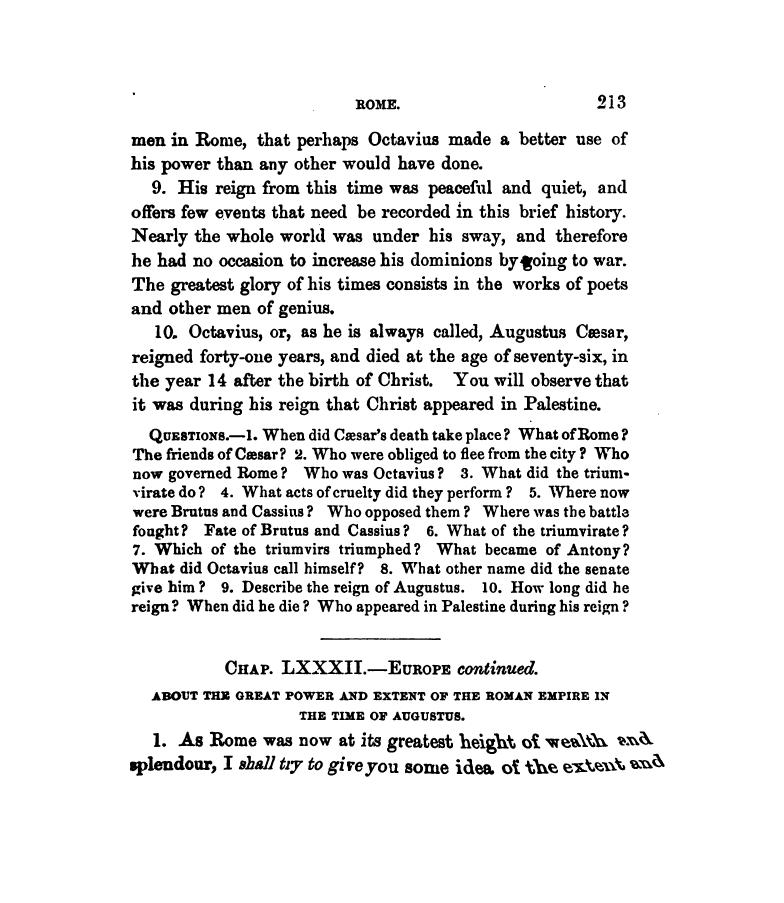 ROME. 213
men in Rome, that perhaps Octavius made a better use of
his power than any other would have done.
9. His reign from this time was peaceful and quiet, and
offers few events that need be recorded in this brief history.
Nearly the whole world was under his sway, and therefore
he had no occasion to increase his dominions by going to war.
The greatest glory of his times consists in the works of poets
and other men of genius.
10. Octavius, or, as he is always called, Augustus Cæsar,
reigned forty-one years, and died at the age of seventy-six, in
the year 14 after the birth of Christ. You will observe that
it was during his reign that Christ appeared in Palestine.
QUESTIONS.—1. When did Cæsar's death take place? What of Rome?
The friends of Cæsar? 2. Who were obliged to flee from the city? Who
now governed Rome? Who was Octavius? 3. What did the trium-
virate do? 4. What acts of cruelty did they perform? 5. Where now
were Brutus and Cassius? Who opposed them? Where was the battle
fought? Fate of Brutus and Cassius? 6. What of the triumvirate?
7. Which of the triumvirs triumphed? What became of Antony?
What did Octavius call himself? 8. What other name did the senate
give him? 9. Describe the reign of Augustus. 10. How long did he
reign? When did he die? Who appeared in Palestine during his reign?
CHAP. LXXXII.—EUROPE continued.
ABOUT THE GREAT POWER AND EXTENT OF THE ROMAN EMPIRE IN
THE TIME OF AUGUSTUS.
1. As Rome was now at its greatest height of wealth and
splendour, I shall try to give you some idea of the extent and